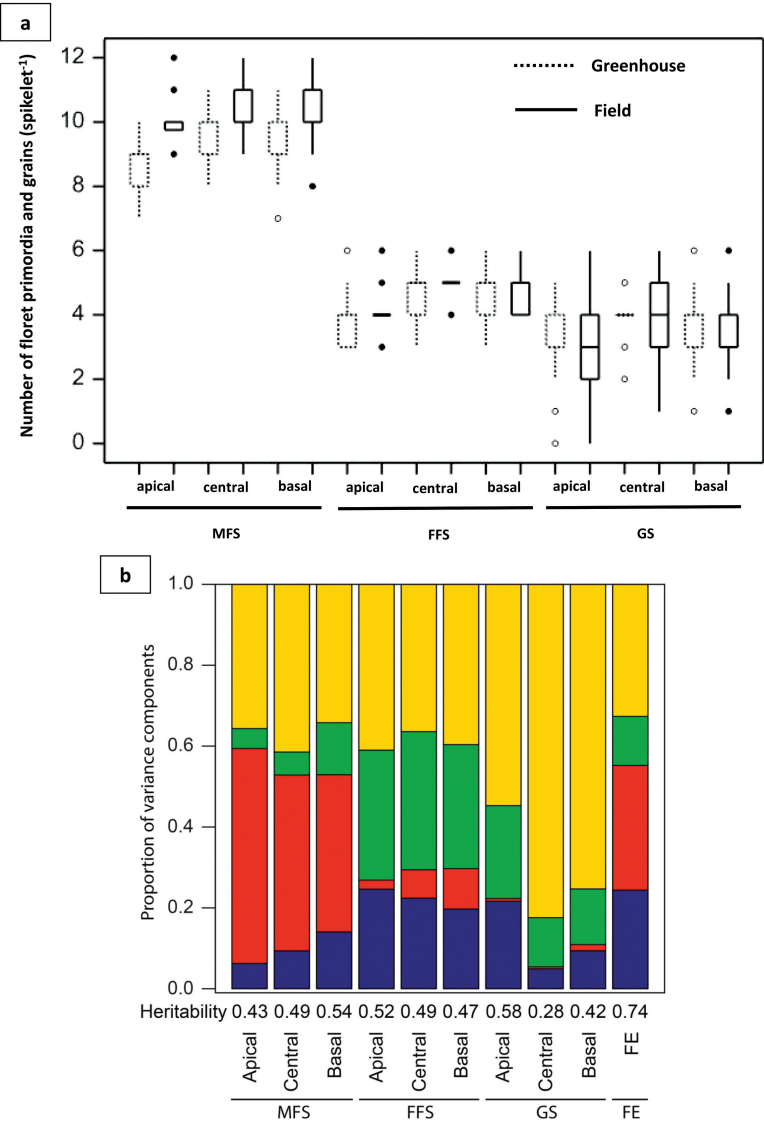 a
Number of floret primordia and grains (spikelet⁻¹)
12
10
8
6
4
2
0
Greenhouse
Field
apical central basal apical central basal apical central basal
MFS FFS GS
b
Proportion of variance components
1.0
0.8
0.6
0.4
0.2
0.0
Heritability 0.43 0.49 0.54 0.52 0.49 0.47 0.58 0.28 0.42 0.74
Apical Central Basal Apical Central Basal Apical Central Basal FE
MFS FFS GS FE